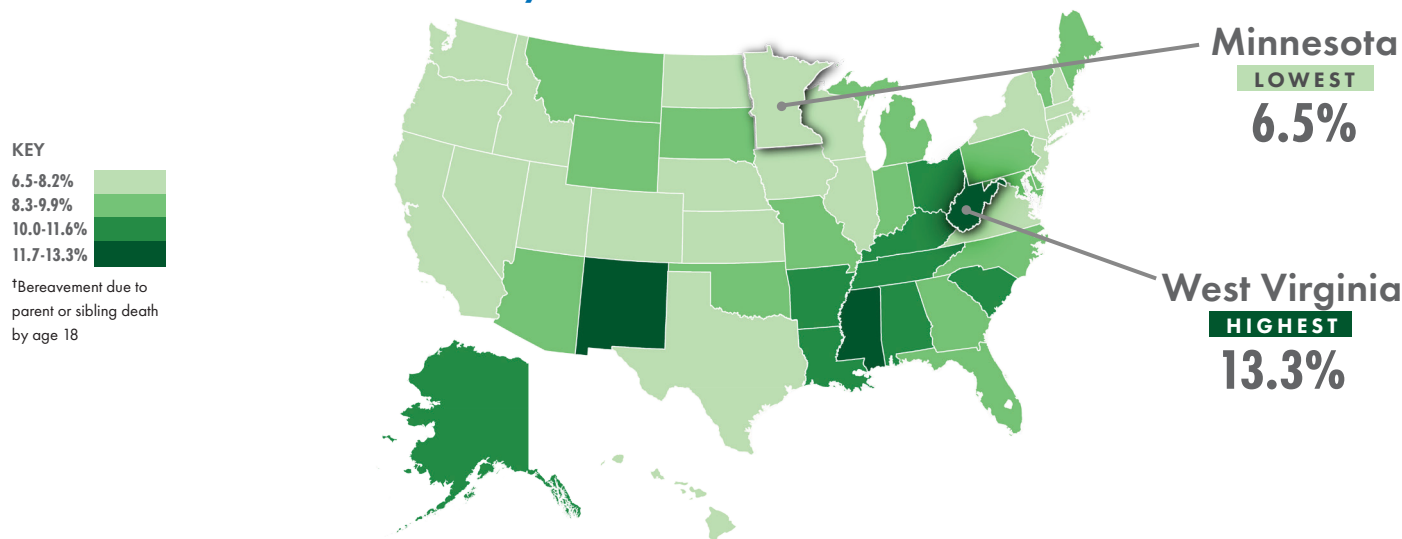 KEY
6.5-8.2%
8.3-9.9%
10.0-11.6%
11.7-13.3%
†Bereavement due to
parent or sibling death
by age 18
Minnesota
LOWEST
6.5%
West Virginia
HIGHEST
13.3%